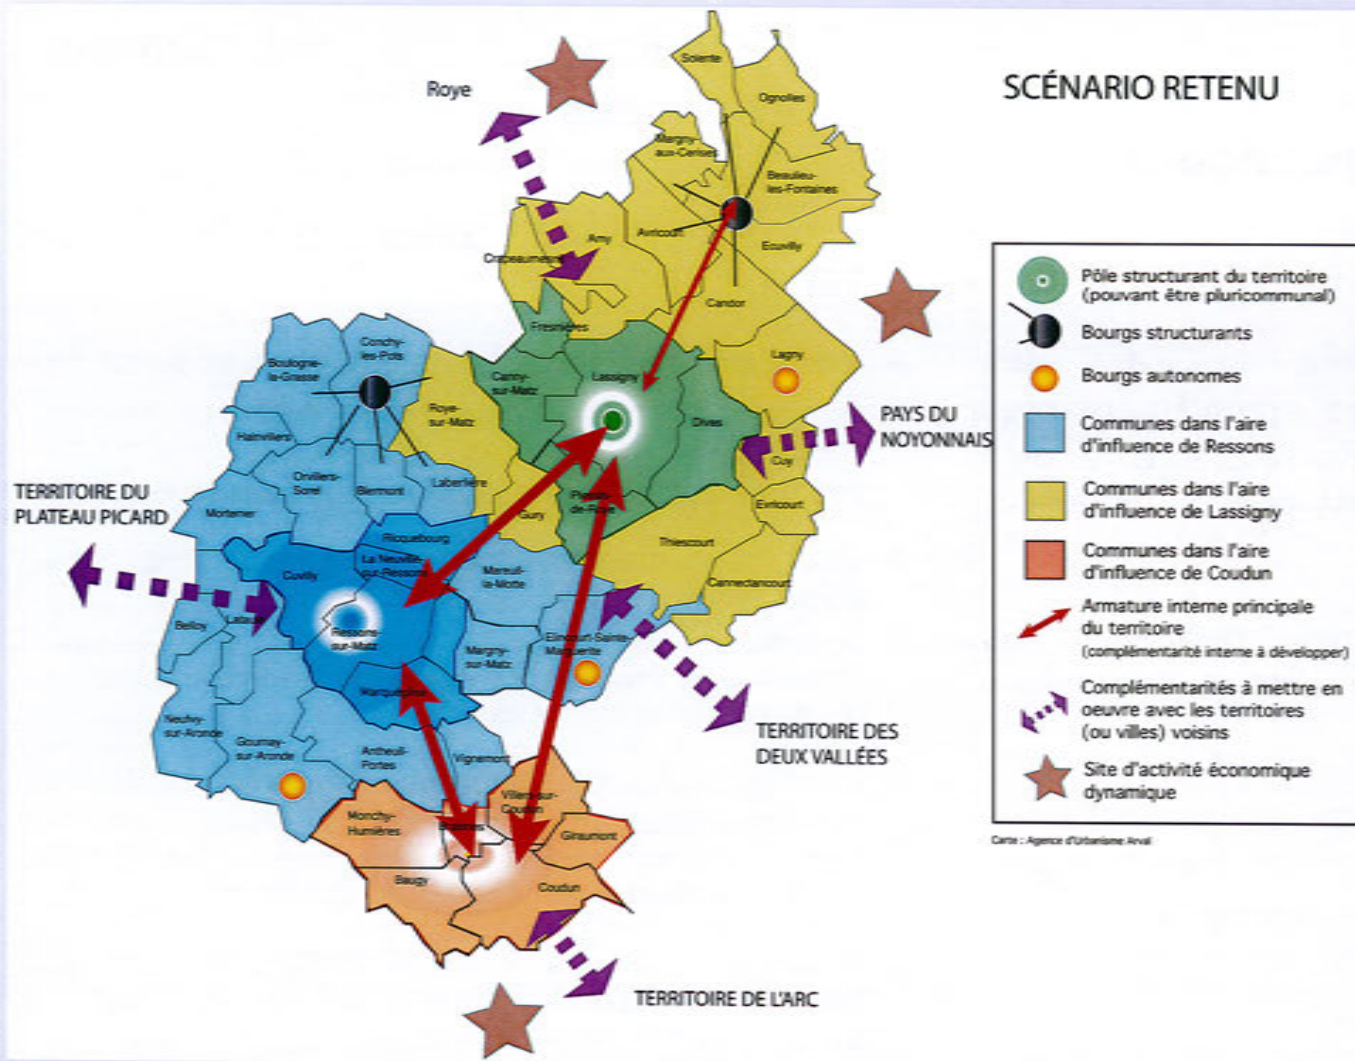 SCÉNARIO RETENU
Roye
Solente
Ognolles
Margny-
aux-Cerises
Beaulieu-
les-Fontaines
Amy
Avricourt
Ecuvilly
Crapeaumesnil
Candor
Fresnières
Lagny
Conchy-
les-Pots
Boulogne-
la-Grasse
Canny-
sur-Matz
Lassigny
Roye-
sur-Matz
Dives
PAYS DU
NOYONNAIS
Hainvillers
Cuy
Orvillers-
Sorel
Biermont
Laberlière
Gury
Plessis-
de-Roye
Evricourt
TERRITOIRE DU
PLATEAU PICARD
Mortemer
Ricquebourg
Thiescourt
Cuvilly
La Neuville-
sur-Ressons
Mareuil-
la-Motte
Cannectancourt
Belloy
Lataule
Ressons-
sur-Matz
Margny-
sur-Matz
Elincourt-Sainte-
Marguerite
Marquéglise
Neufvy-
sur-Aronde
Gournay-
sur-Aronde
Antheuil-
Portes
Vignemont
TERRITOIRE DES
DEUX VALLÉES
Monchy-
Humières
Villers-sur-
Coudun
Giraumont
Baugy
Coudun
TERRITOIRE DE L'ARC
Pôle structurant du territoire
(pouvant être pluricommunal)
Bourgs structurants
Bourgs autonomes
Communes dans l'aire
d'influence de Ressons
Communes dans l'aire
d'influence de Lassigny
Communes dans l'aire
d'influence de Coudun
Armature interne principale
du territoire
(complémentarité interne à développer)
Complémentarités à mettre en
oeuvre avec les territoires
(ou villes) voisins
Site d'activité économique
dynamique
Carte : Agence d'Urbanisme Arval